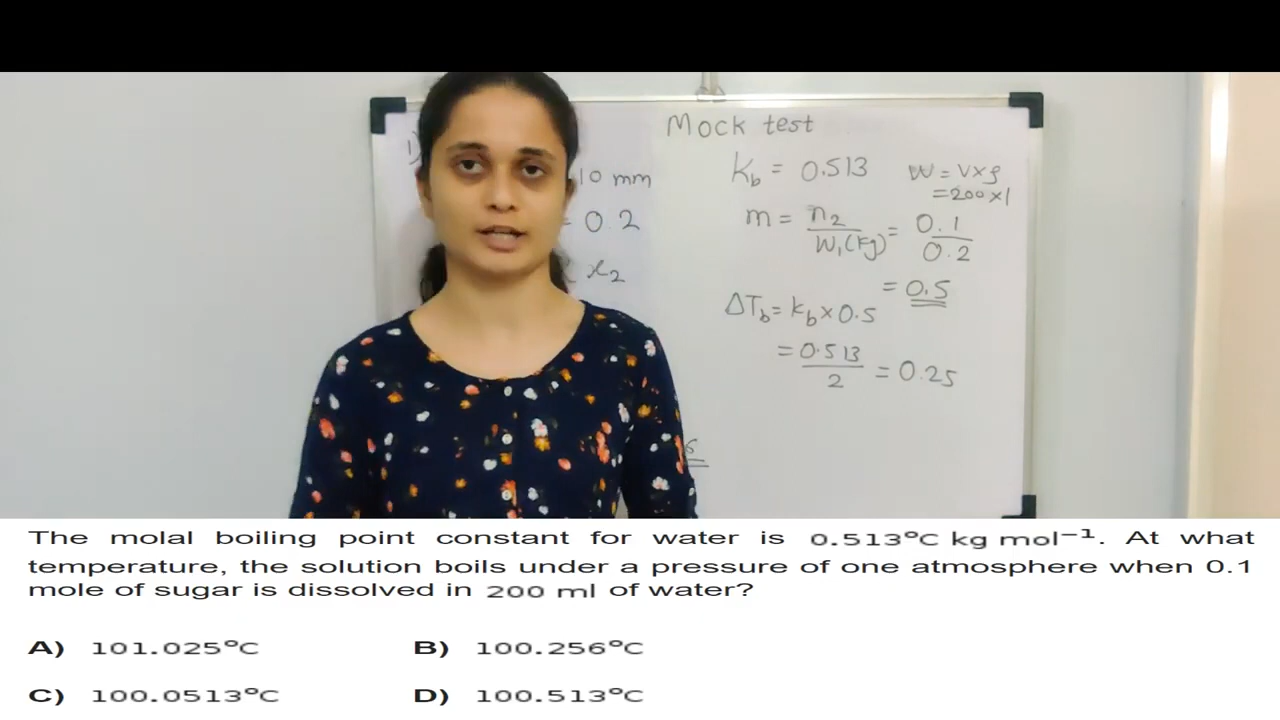 Mock test
1)
10 mm
= 0.2
x₂
K_b = 0.513
W = V×ρ
= 200×1
m = n₂/W₁(kg) = 0.1/0.2
= 0.5
ΔT_b = k_b × 0.5
= 0.513/2 = 0.25
The molal boiling point constant for water is 0.513°C kg mol⁻¹. At what
temperature, the solution boils under a pressure of one atmosphere when 0.1
mole of sugar is dissolved in 200 ml of water?
A) 101.025°C B) 100.256°C
C) 100.0513°C D) 100.513°C